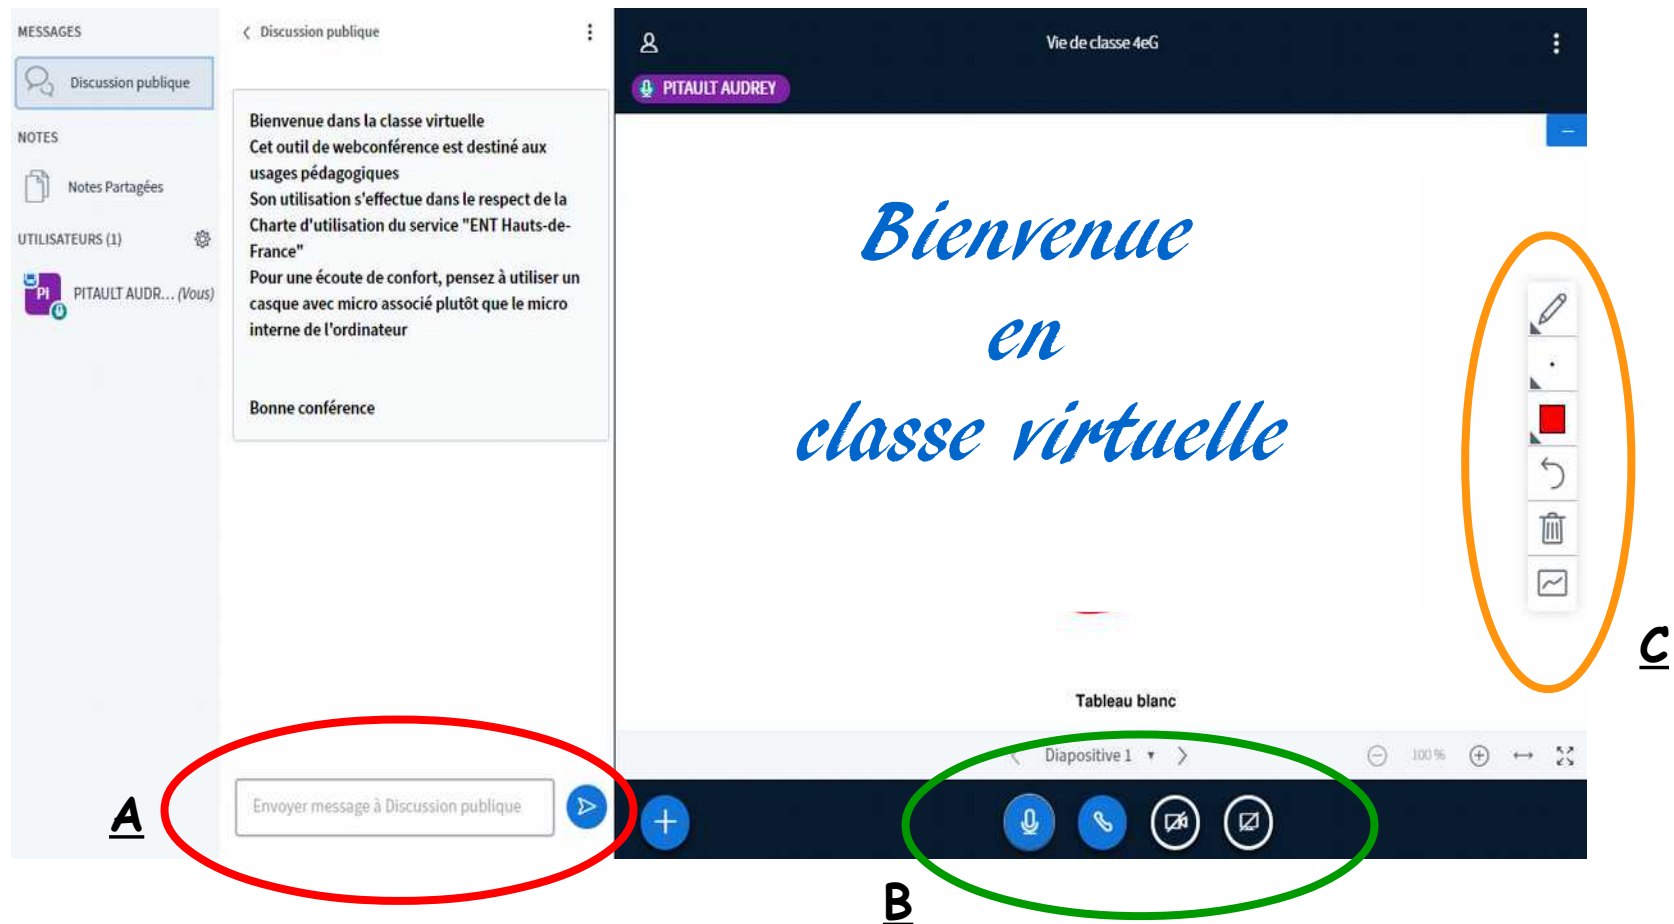 MESSAGES
Discussion publique
NOTES
Notes Partagées
UTILISATEURS (1)
Pi
PITAULT AUDR... (Vous)
Discussion publique
Bienvenue dans la classe virtuelle
Cet outil de webconférence est destiné aux
usages pédagogiques
Son utilisation s'effectue dans le respect de la
Charte d'utilisation du service "ENT Hauts-de-
France"
Pour une écoute de confort, pensez à utiliser un
casque avec micro associé plutôt que le micro
interne de l'ordinateur
Bonne conférence
Envoyer message à Discussion publique
A
Vie de classe 4eG
PITAULT AUDREY
Bienvenue
en
classe virtuelle
Tableau blanc
Diapositive 1
100 %
B
C